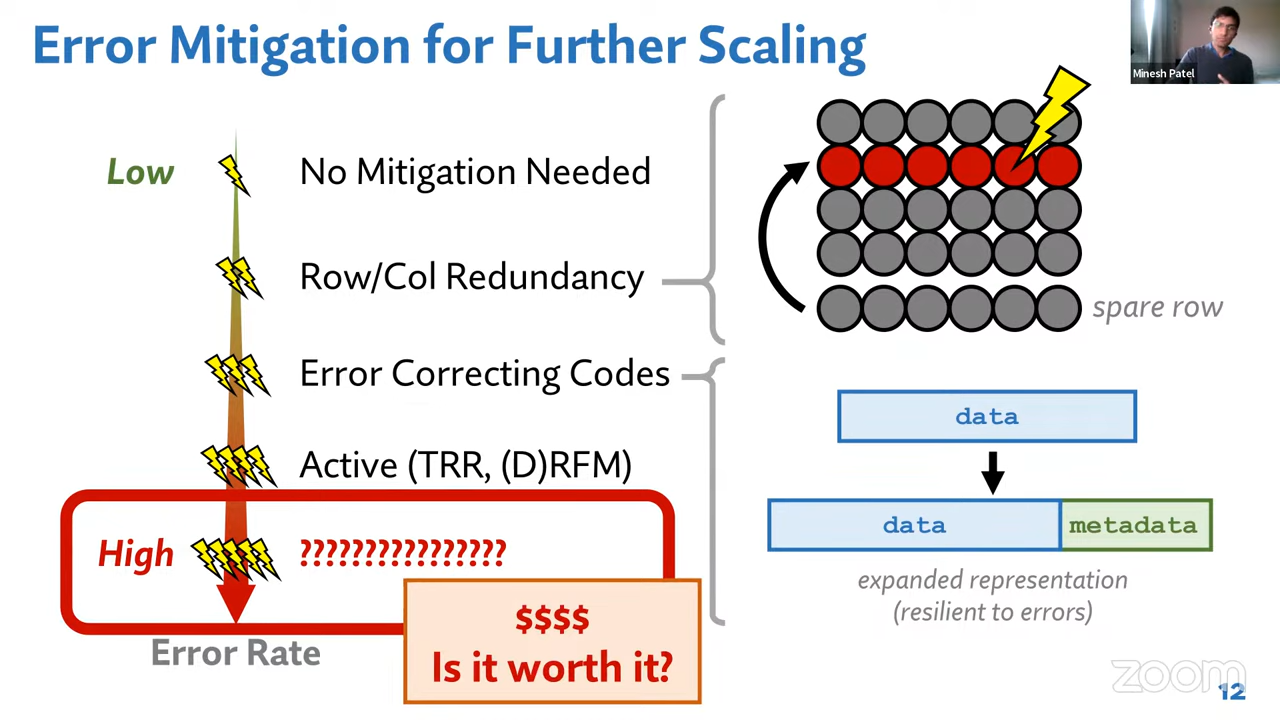 Error Mitigation for Further Scaling
Minesh Patel
Low
No Mitigation Needed
Row/Col Redundancy
spare row
Error Correcting Codes
data
Active (TRR, (D)RFM)
data
metadata
High
????????????????
expanded representation
(resilient to errors)
$$$$
Is it worth it?
Error Rate
zoom
12